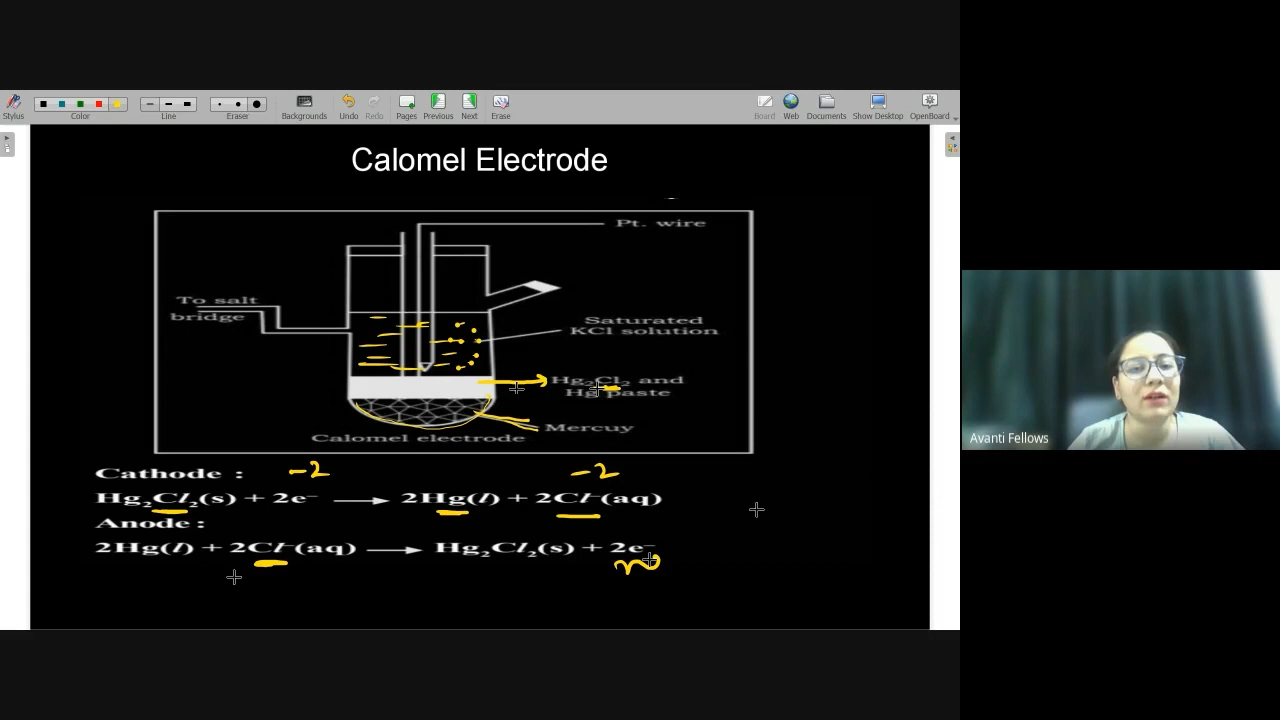 Stylus
Color
Line
Eraser
Backgrounds
Undo
Redo
Pages
Previous
Next
Erase
Board
Web
Documents
Show Desktop
OpenBoard
Calomel Electrode
Pt. wire
To salt
bridge
Saturated
KCl solution
Hg₂Cl₂ and
Hg paste
Mercuy
Calomel electrode
Cathode : -2 -2
Hg₂Cl₂(s) + 2e⁻ ⟶ 2Hg(l) + 2Cl⁻(aq)
Anode :
2Hg(l) + 2Cl⁻(aq) ⟶ Hg₂Cl₂(s) + 2e⁻
Avanti Fellows